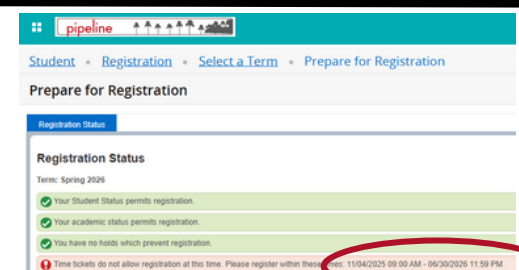 pipeline
Student • Registration • Select a Term • Prepare for Registration
Prepare for Registration
Registration Status
Registration Status
Term: Spring 2026
Your Student Status permits registration.
Your academic status permits registration.
You have no holds which prevent registration.
Time tickets do not allow registration at this time. Please register within these times: 11/04/2025 09:00 AM - 06/30/2026 11:59 PM